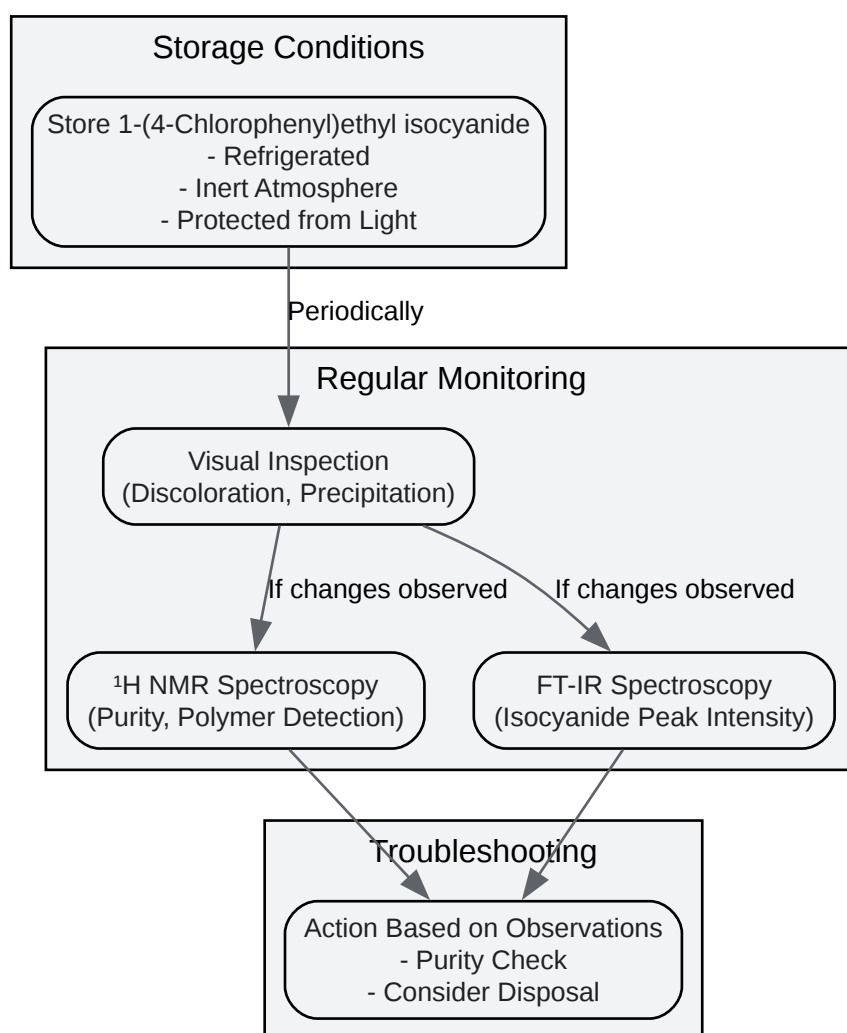 Storage Conditions
Store 1-(4-Chlorophenyl)ethyl isocyanide
- Refrigerated
- Inert Atmosphere
- Protected from Light
Periodically
Regular Monitoring
Visual Inspection
(Discoloration, Precipitation)
If changes observed
If changes observed
¹H NMR Spectroscopy
(Purity, Polymer Detection)
FT-IR Spectroscopy
(Isocyanide Peak Intensity)
Troubleshooting
Action Based on Observations
- Purity Check
- Consider Disposal